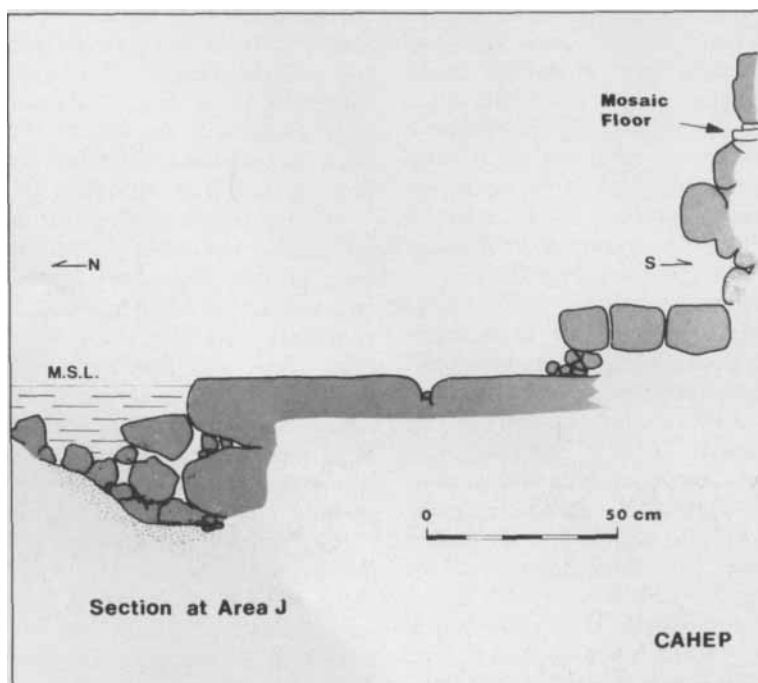 Mosaic
Floor
N
S
M.S.L.
0
50 cm
Section at Area J
CAHEP